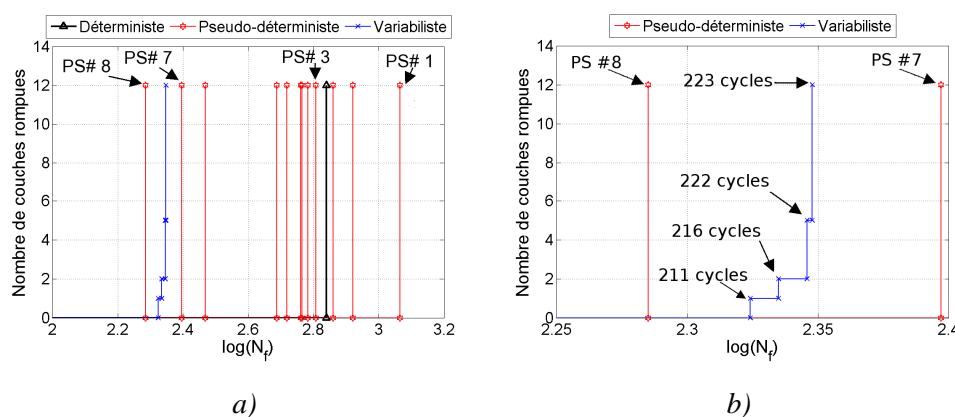 Déterministe Pseudo-déterministe Variabiliste
PS# 8
PS# 7
PS# 3
PS# 1
Nombre de couches rompues
14
12
10
8
6
4
2
0
2 2.2 2.4 2.6 2.8 3 3.2
log(Nf)
a)
Pseudo-déterministe Variabiliste
PS #8
PS #7
223 cycles
222 cycles
216 cycles
211 cycles
Nombre de couches rompues
14
12
10
8
6
4
2
0
2.25 2.3 2.35 2.4
log(Nf)
b)